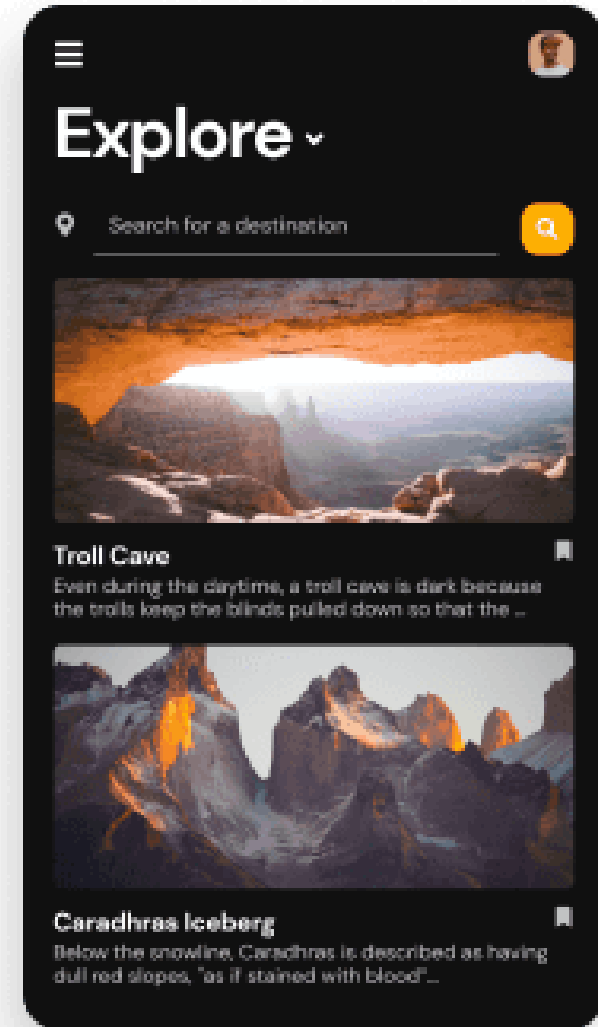 Explore
Search for a destination
Troll Cave
Even during the daytime, a troll cave is dark because
the trolls keep the blinds pulled down so that the ...
Caradhras Iceberg
Below the snowline, Caradhras is described as having
dull red slopes, "as if stained with blood"...